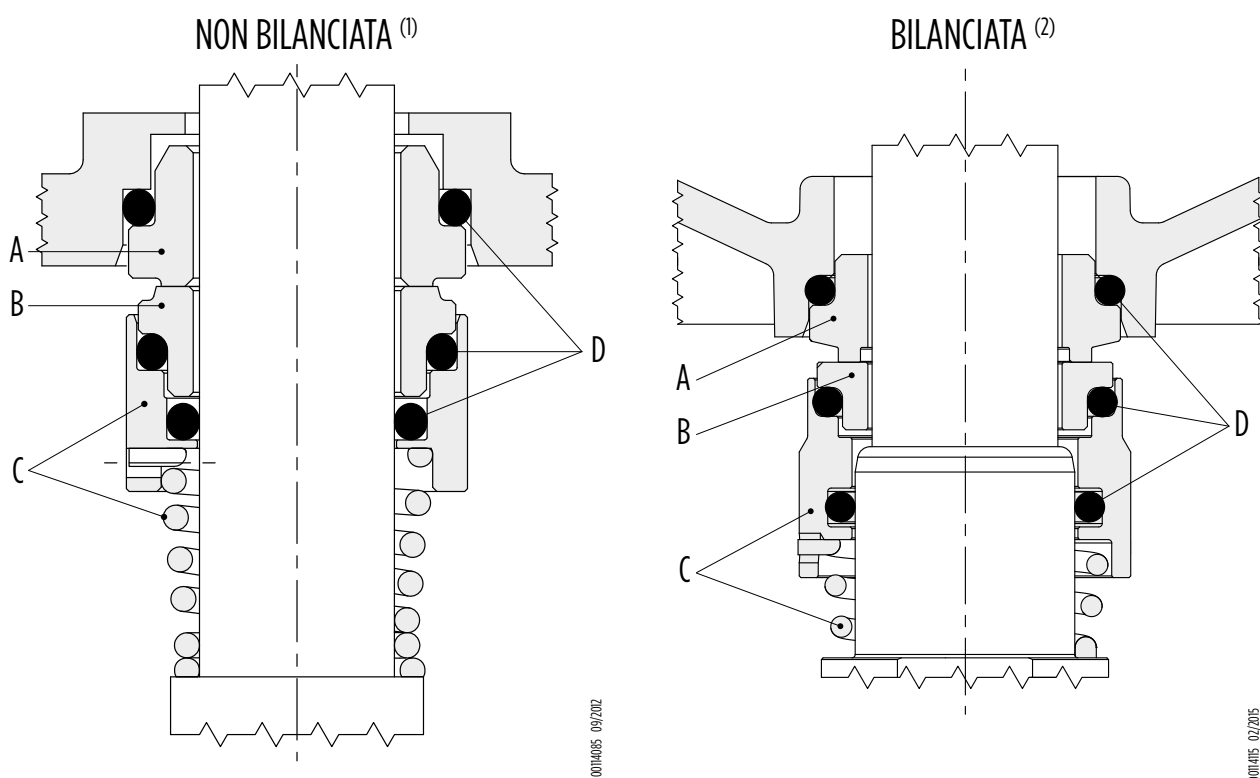 NON BILANCIATA (1)
BILANCIATA (2)
A
B
C
D
A
B
C
D
00114085 09/2012
00114115 02/2015